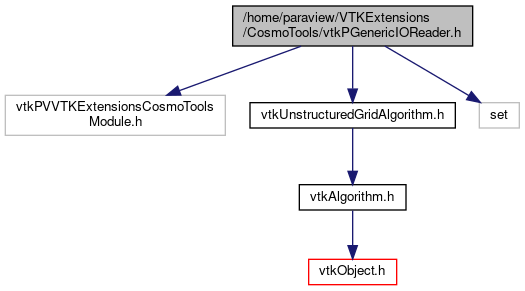 /home/paraview/VTKExtensions
/CosmoTools/vtkPGenericIOReader.h
vtkPVVTKExtensionsCosmoTools
Module.h
vtkUnstructuredGridAlgorithm.h
set
vtkAlgorithm.h
vtkObject.h